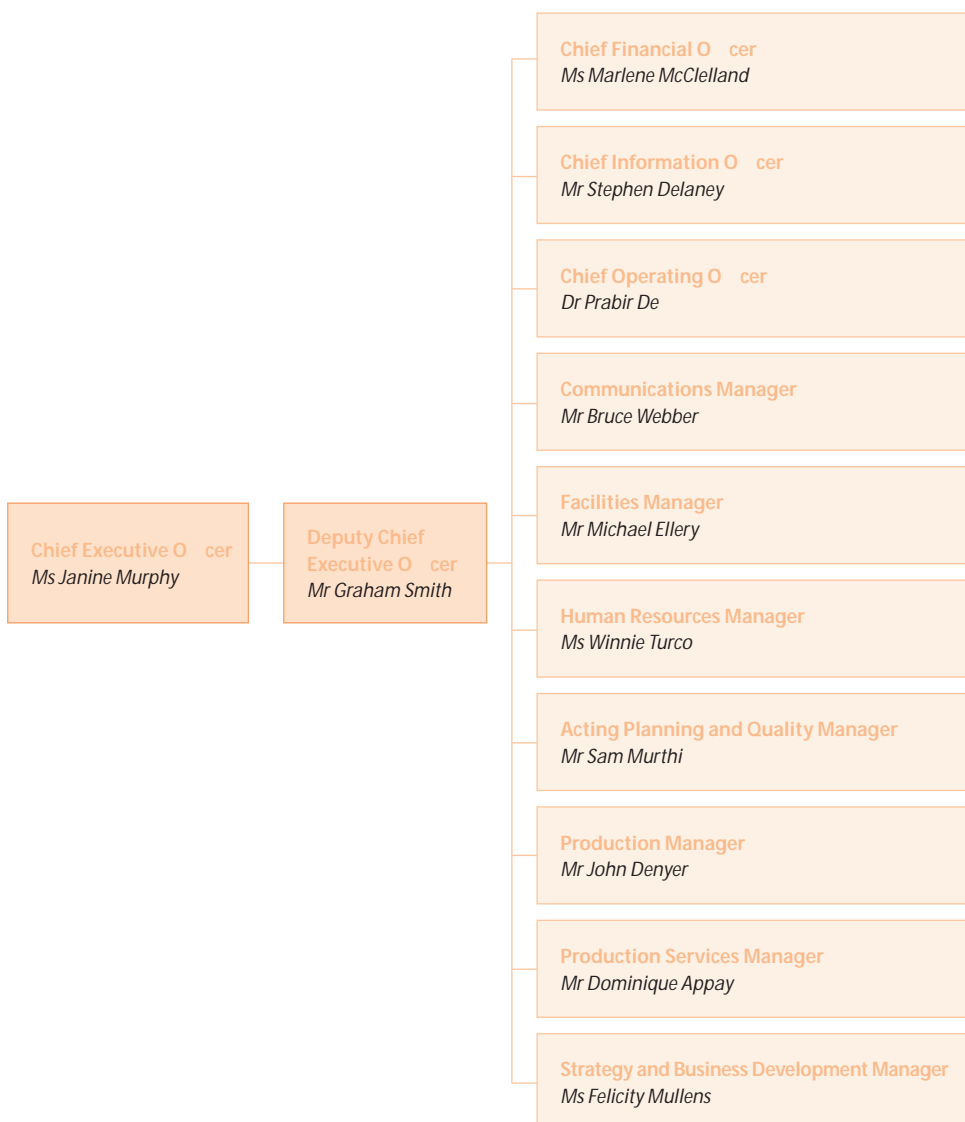 Chief Financial O cer
Ms Marlene McClelland
Chief Information O cer
Mr Stephen Delaney
Chief Operating O cer
Dr Prabir De
Communications Manager
Mr Bruce Webber
Facilities Manager
Mr Michael Ellery
Chief Executive O cer
Ms Janine Murphy
Deputy Chief
Executive O cer
Mr Graham Smith
Human Resources Manager
Ms Winnie Turco
Acting Planning and Quality Manager
Mr Sam Murthi
Production Manager
Mr John Denyer
Production Services Manager
Mr Dominique Appay
Strategy and Business Development Manager
Ms Felicity Mullens